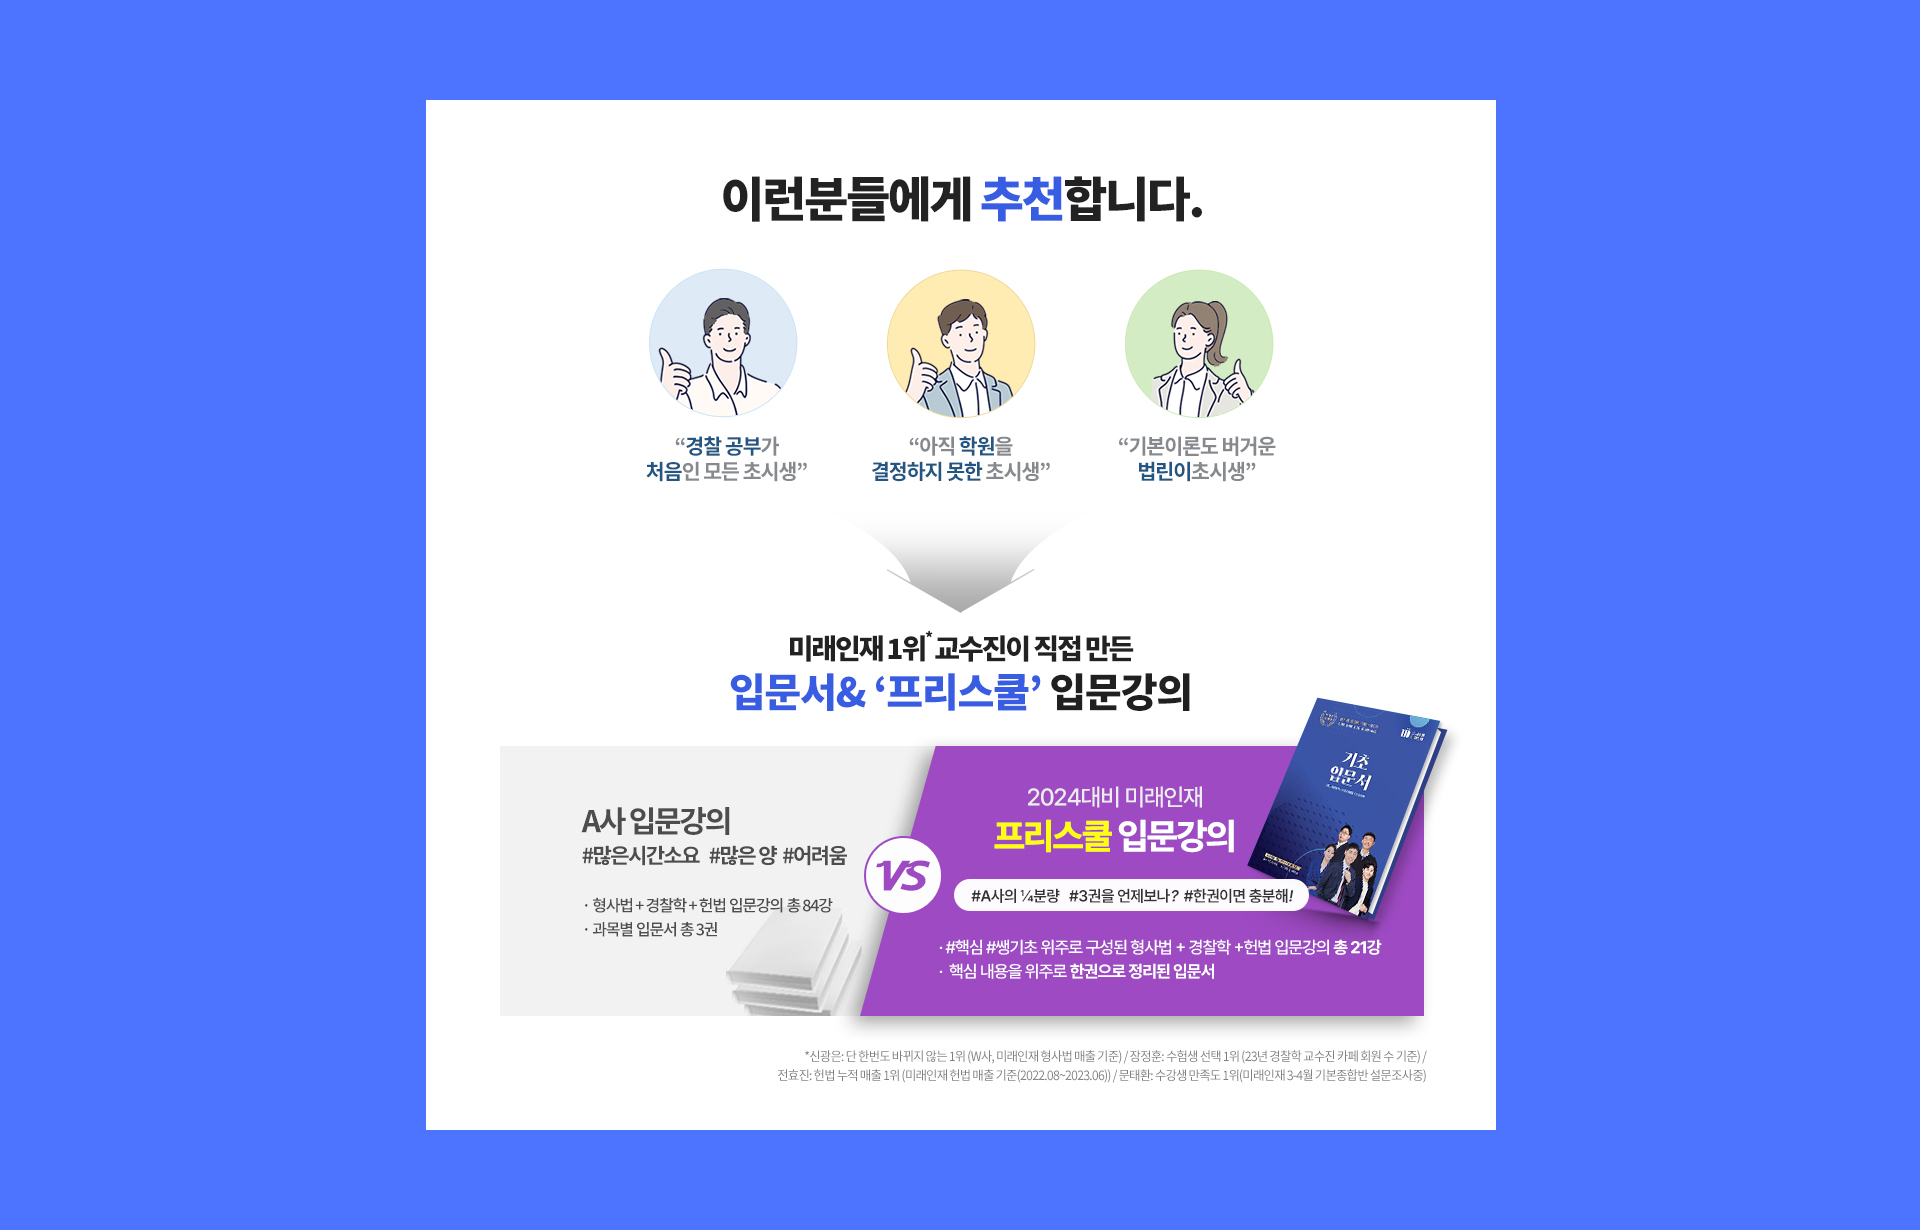 이런분들에게 추천합니다.
“경찰 공부가
처음인 모든 초시생”
“아직 학원을
결정하지 못한 초시생”
“기본이론도 버거운
법린이초시생”
미래인재 1위* 교수진이 직접 만든
입문서& ‘프리스쿨’ 입문강의
A사 입문강의
#많은시간소요 #많은 양 #어려움
· 형사법 + 경찰학 + 헌법 입문강의 총 84강
· 과목별 입문서 총 3권
VS
2024대비 미래인재
프리스쿨 입문강의
#A사의 ¼분량 #3권을 언제보나? #한권이면 충분해!
· #핵심 #쌩기초 위주로 구성된 형사법 + 경찰학 +헌법 입문강의 총 21강
· 핵심 내용을 위주로 한권으로 정리된 입문서
기초
입문서
*신광은: 단 한번도 바뀌지 않는 1위 (W사, 미래인재 형사법 매출 기준) / 장정훈: 수험생 선택 1위 (23년 경찰학 교수진 카페 회원 수 기준) /
전효진: 헌법 누적 매출 1위 (미래인재 헌법 매출 기준(2022.08~2023.06)) / 문태환: 수강생 만족도 1위(미래인재 3-4월 기본종합반 설문조사중)